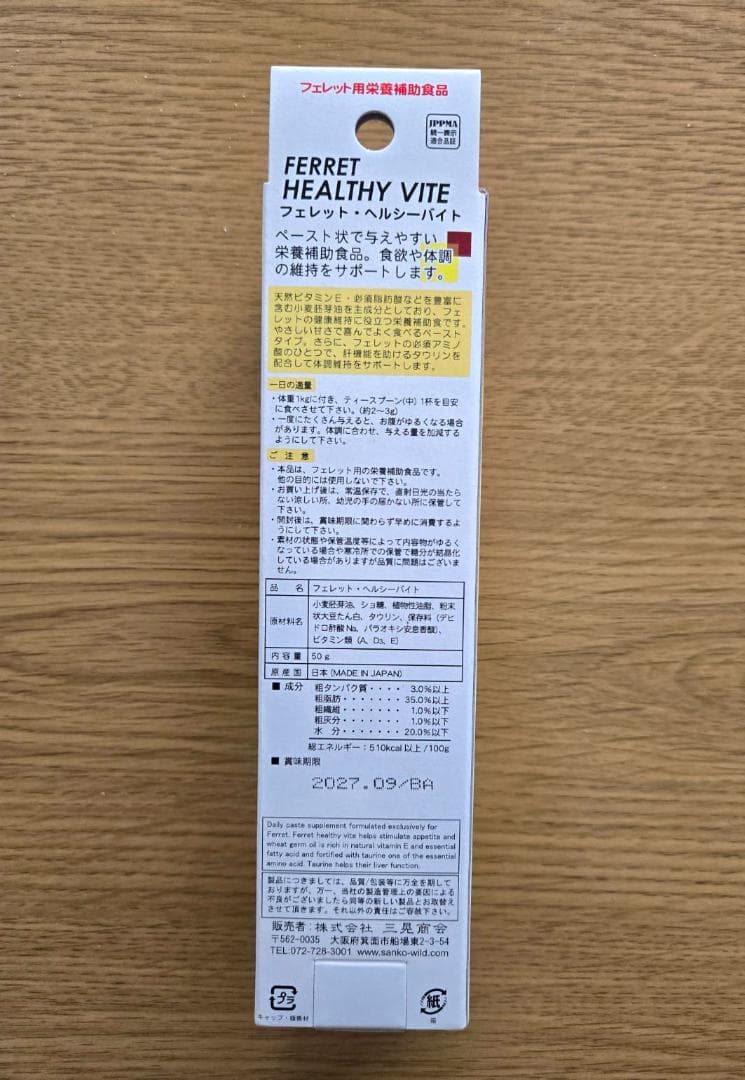 フェレット用栄養補助食品
JPPMA
統一表示
適合品証
FERRET
HEALTHY VITE
フェレット・ヘルシーバイト
ペースト状で与えやすい
栄養補助食品。食欲や体調
の維持をサポートします。
天然ビタミンE・必須脂肪酸などを豊富に
含む小麦胚芽油を主成分としており、フェ
レットの健康維持に役立つ栄養補助食です。
やさしい甘さで喜んでよく食べるペースト
タイプ。さらに、フェレットの必須アミノ
酸のひとつで、肝機能を助けるタウリンを
配合して体調維持をサポートします。
一日の適量
・体重1kgに付き、ティースプーン(中)1杯を目安
に食べさせて下さい。(約2〜3g)
・一度にたくさん与えると、お腹がゆるくなる場合
があります。体調に合わせ、与える量を加減する
ようにして下さい。
ご注意
・本品は、フェレット用の栄養補助食品です。
他の目的には使用しないで下さい。
・お買い上げ後は、常温保存で、直射日光の当たら
ない涼しい所、幼児の手の届かない所に保管して
下さい。
・開封後は、賞味期限に関わらず早めに消費するよ
うにして下さい。
・素材の状態や保管温度等によって内容物がゆるく
なっている場合や寒冷所での保管で糖分が結晶化
している場合がありますが品質に問題はございま
せん。
品名 フェレット・ヘルシーバイト
原材料名 小麦胚芽油、ショ糖、植物性油脂、粉末
状大豆たん白、タウリン、保存料(デヒ
ドロ酢酸Na、パラオキシ安息香酸)、
ビタミン類(A、D₃、E)
内容量 50g
原産国 日本(MADE IN JAPAN)
■成分 粗タンパク質・・・・ 3.0%以上
粗脂肪・・・・・・・35.0%以上
粗繊維・・・・・・・ 1.0%以下
粗灰分・・・・・・・ 1.0%以下
水分・・・・・・・20.0%以下
総エネルギー：510kcal以上/100g
■賞味期限
2027.09/BA
Daily paste supplement formulated exclusively for
Ferret. Ferret healthy vite helps stimulate appetite and
wheat germ oil is rich in natural vitamin E and essential
fatty acid and fortified with taurine one of the essential
amino acid. Taurine helps their liver function.
製品につきましては、品質/包装等に万全を期して
おりますが、万一、当社の製造管理上の要因による
不良がございましたら同等の新しい製品とお取替え
させて頂きます。それ以外の責任はご容赦下さい。
販売者：株式会社 三晃商会
〒562-0035 大阪府箕面市船場東2-3-54
TEL:072-728-3001 www.sanko-wild.com
プラ
キャップ・緩衝材
紙
箱